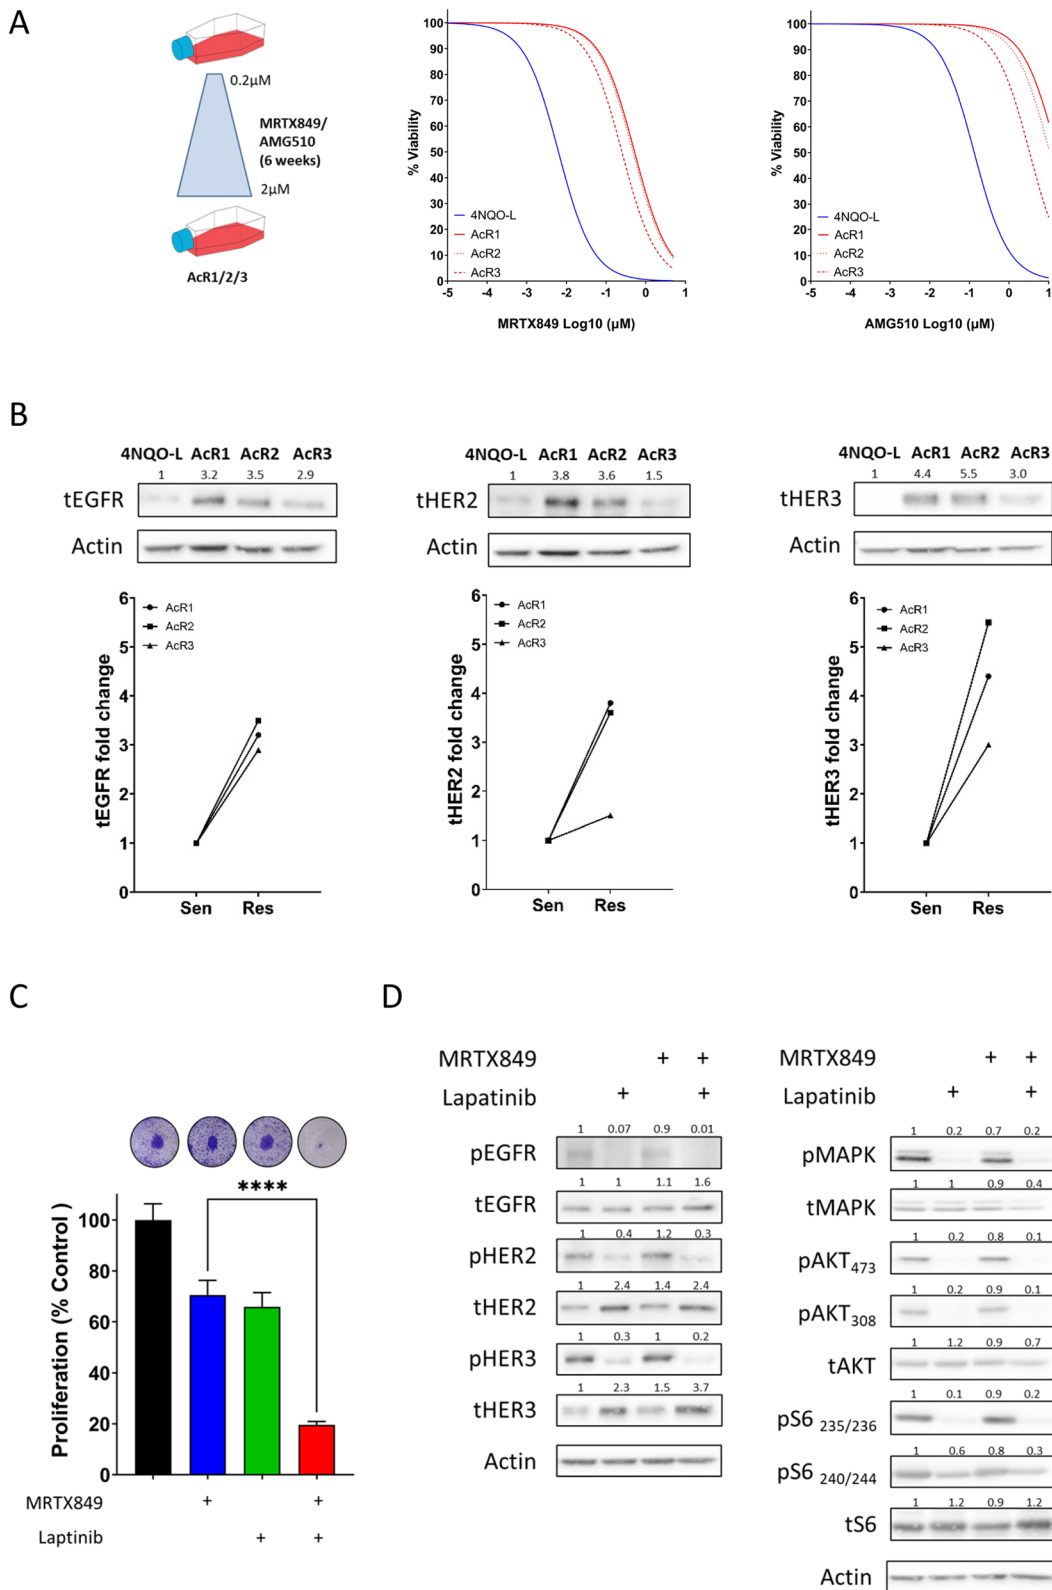 A
0.2µM
MRTX849/
AMG510
(6 weeks)
2µM
AcR1/2/3
% Viability
100
90
80
70
60
50
40
30
20
10
0
4NQO-L
AcR1
AcR2
AcR3
-5 -4 -3 -2 -1 0 1
MRTX849 Log10 (µM)
% Viability
100
90
80
70
60
50
40
30
20
10
0
4NQO-L
AcR1
AcR2
AcR3
-5 -4 -3 -2 -1 0 1
AMG510 Log10 (µM)
B
4NQO-L AcR1 AcR2 AcR3
1 3.2 3.5 2.9
tEGFR
Actin
4NQO-L AcR1 AcR2 AcR3
1 3.8 3.6 1.5
tHER2
Actin
4NQO-L AcR1 AcR2 AcR3
1 4.4 5.5 3.0
tHER3
Actin
tEGFR fold change
6
5
4
3
2
1
0
AcR1
AcR2
AcR3
Sen Res
tHER2 fold change
6
5
4
3
2
1
0
AcR1
AcR2
AcR3
Sen Res
tHER3 fold change
6
5
4
3
2
1
0
AcR1
AcR2
AcR3
Sen Res
C
****
Proliferation (% Control )
100
80
60
40
20
0
MRTX849 + +
Laptinib + +
D
MRTX849 + +
Lapatinib + +
1 0.07 0.9 0.01
pEGFR
1 1 1.1 1.6
tEGFR
1 0.4 1.2 0.3
pHER2
1 2.4 1.4 2.4
tHER2
1 0.3 1 0.2
pHER3
1 2.3 1.5 3.7
tHER3
Actin
MRTX849 + +
Lapatinib + +
1 0.2 0.7 0.2
pMAPK
1 1 0.9 0.4
tMAPK
1 0.2 0.8 0.1
pAKT473
1 0.2 0.9 0.1
pAKT308
1 1.2 0.9 0.7
tAKT
1 0.1 0.9 0.2
pS6 235/236
1 0.6 0.8 0.3
pS6 240/244
1 1.2 0.9 1.2
tS6
Actin